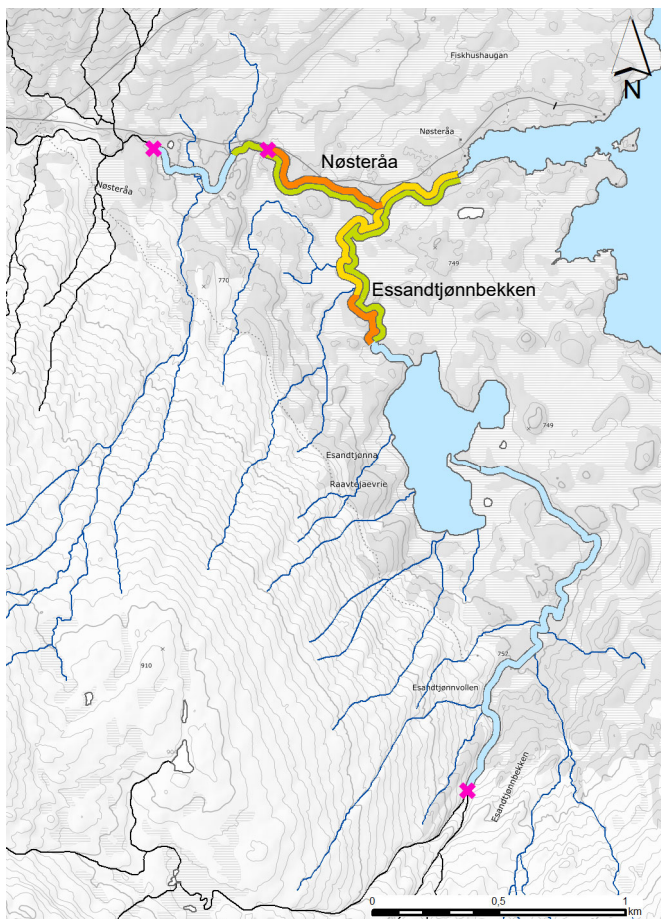 Fiskhushaugan
N
Nøsteråa
Nøsteråa
Nøsteråa
749
770
Essandtjønnbekken
749
Esandtjønna
Raavtejaevrie
752
910
Esandtjønnvollen
Esandtjønnbekken
0
0,5
1
km